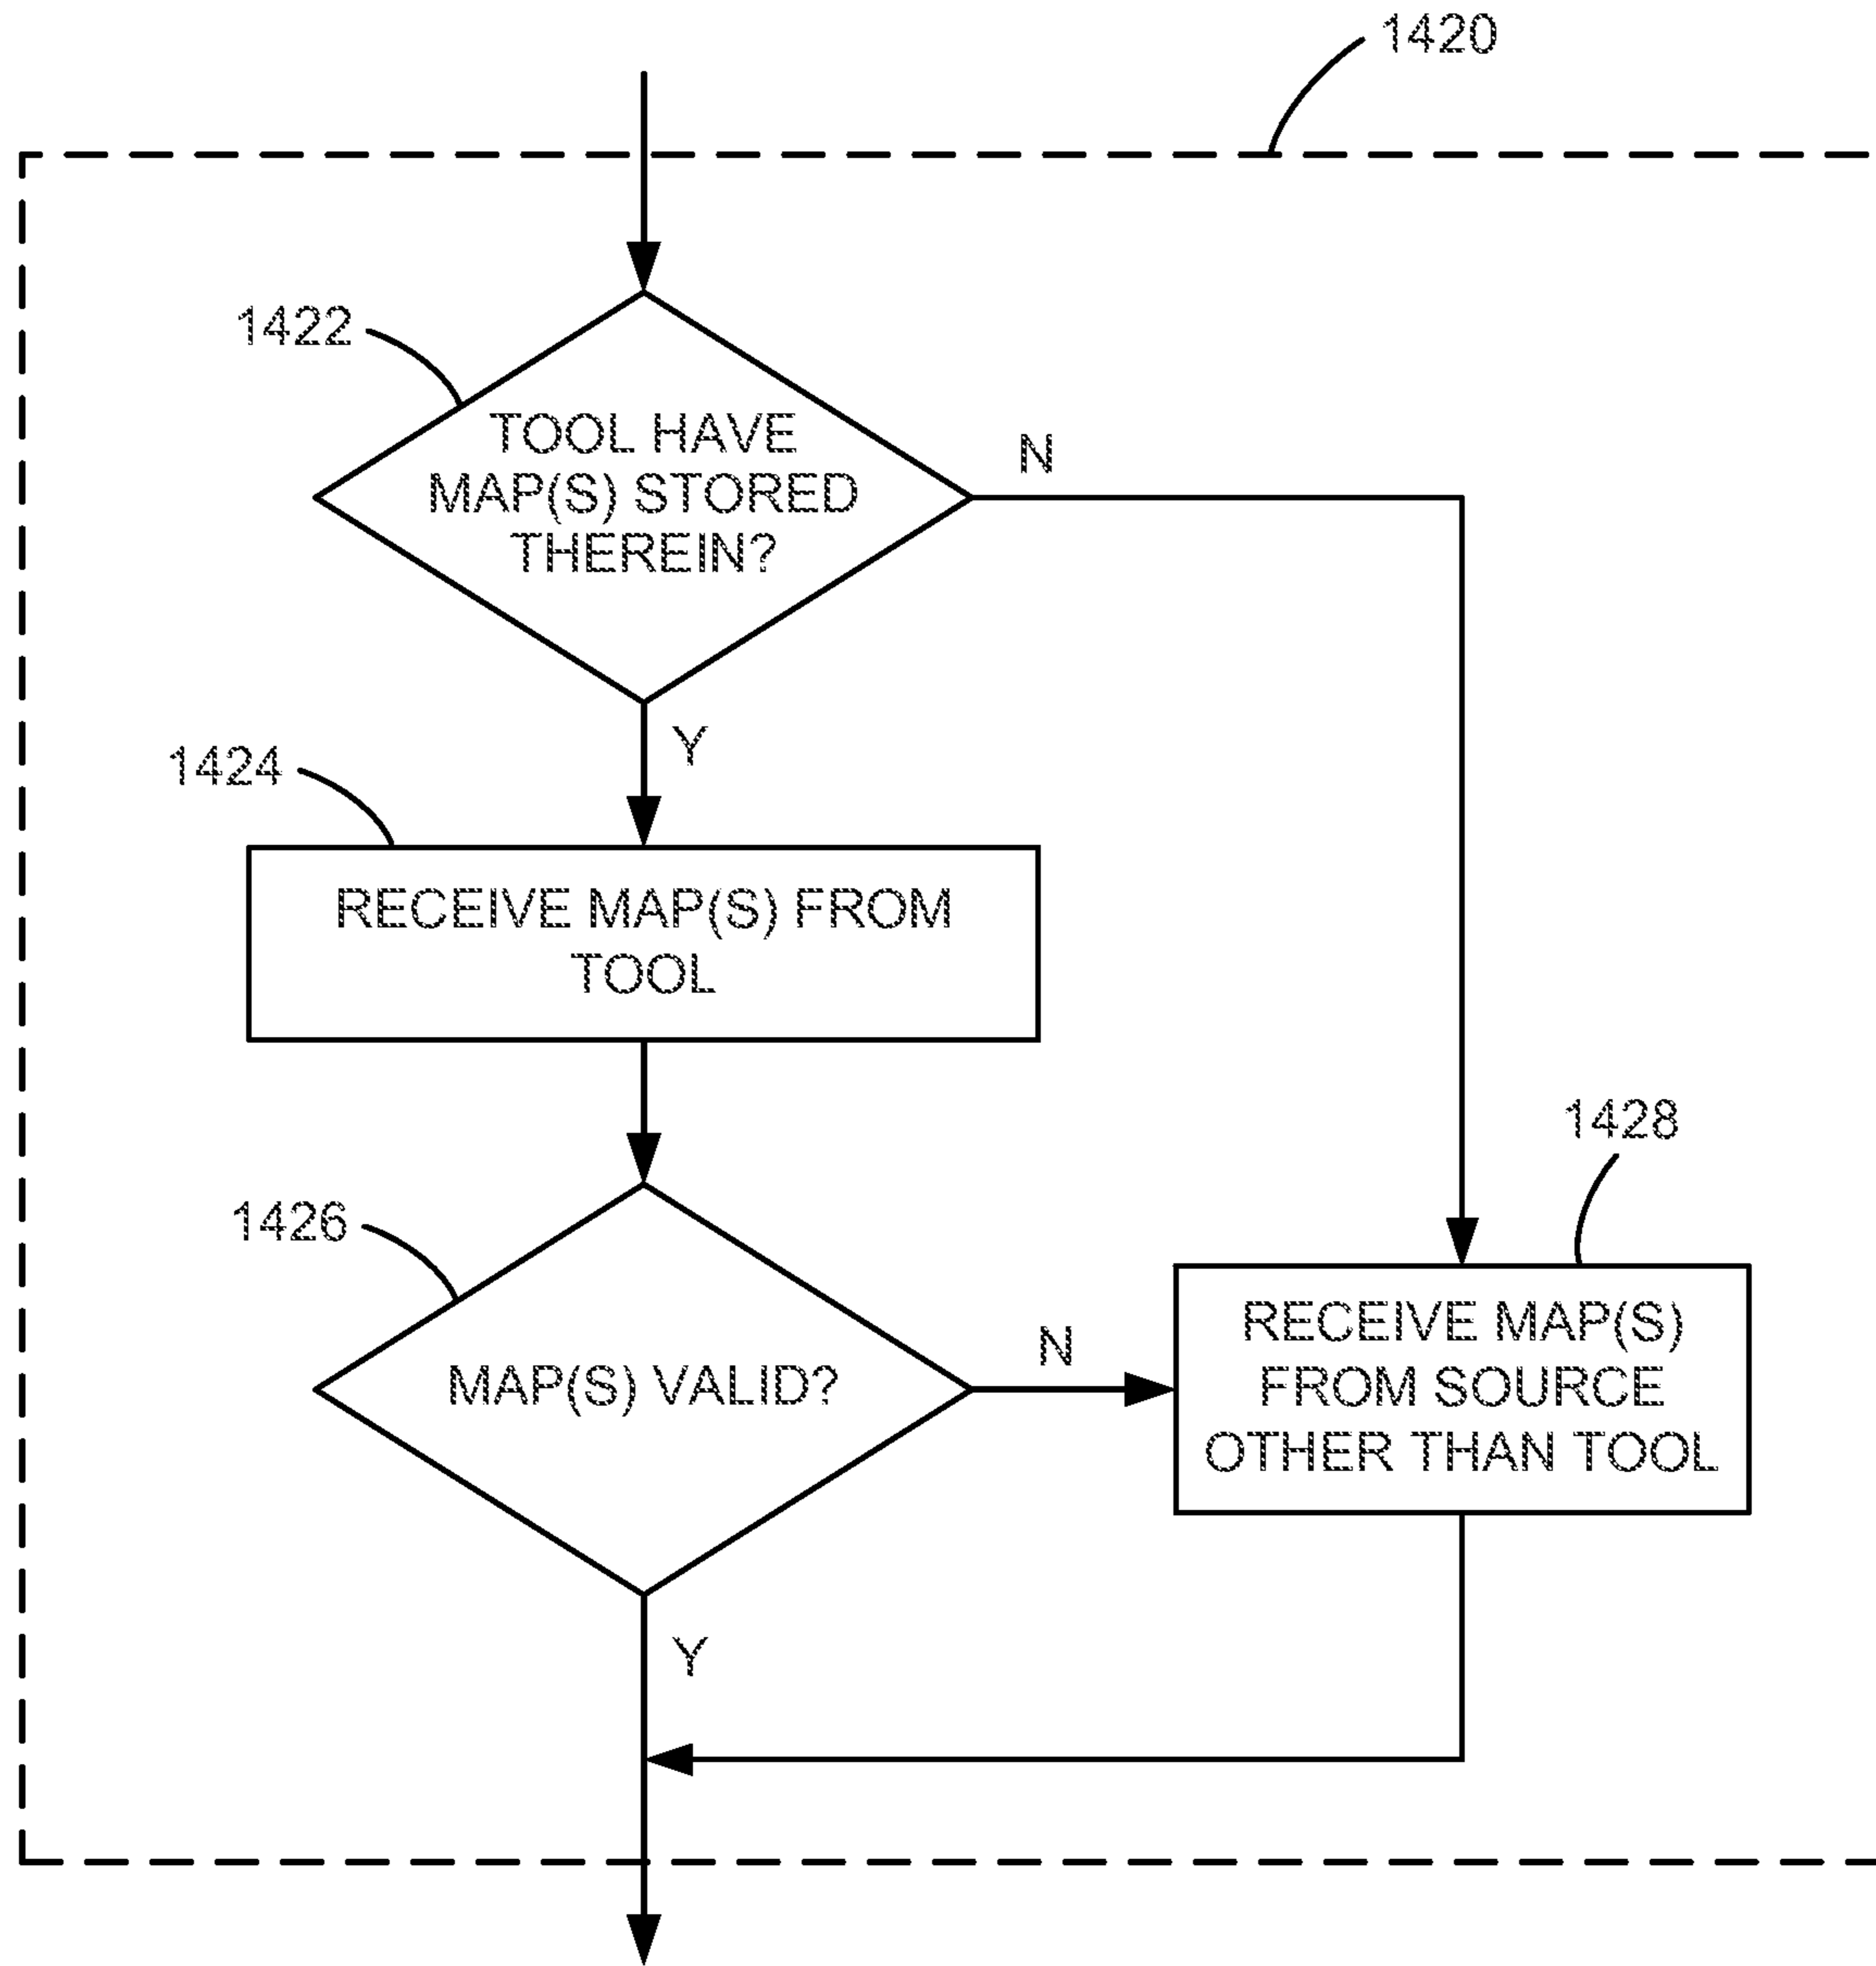 1420
1422
TOOL HAVE
MAP(S) STORED
THEREIN?
N
Y
1424
RECEIVE MAP(S) FROM
TOOL
1428
1426
MAP(S) VALID?
N
RECEIVE MAP(S)
FROM SOURCE
OTHER THAN TOOL
Y